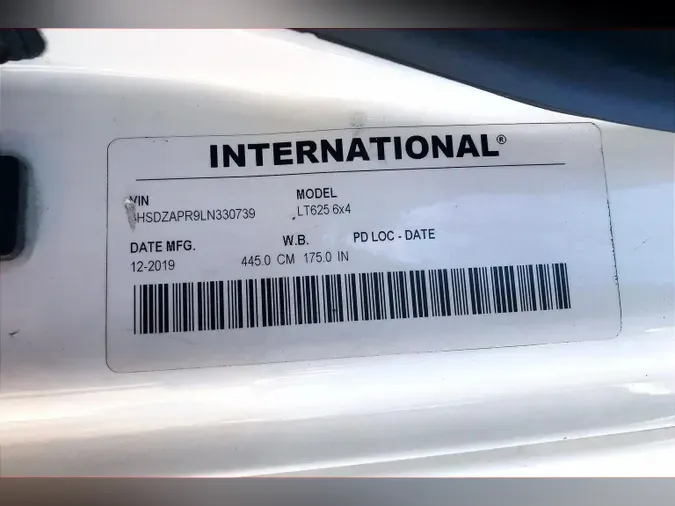 INTERNATIONAL®
VIN MODEL
HSDZAPR9LN330739 LT625 6x4
DATE MFG. W.B. PD LOC - DATE
12-2019 445.0 CM 175.0 IN